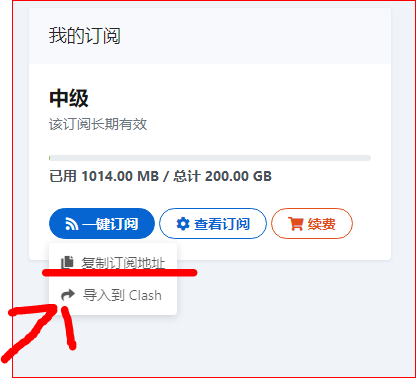 我的订阅
中级
该订阅长期有效
已用 1014.00 MB / 总计 200.00 GB
一键订阅 查看订阅 续费
复制订阅地址
导入到 Clash